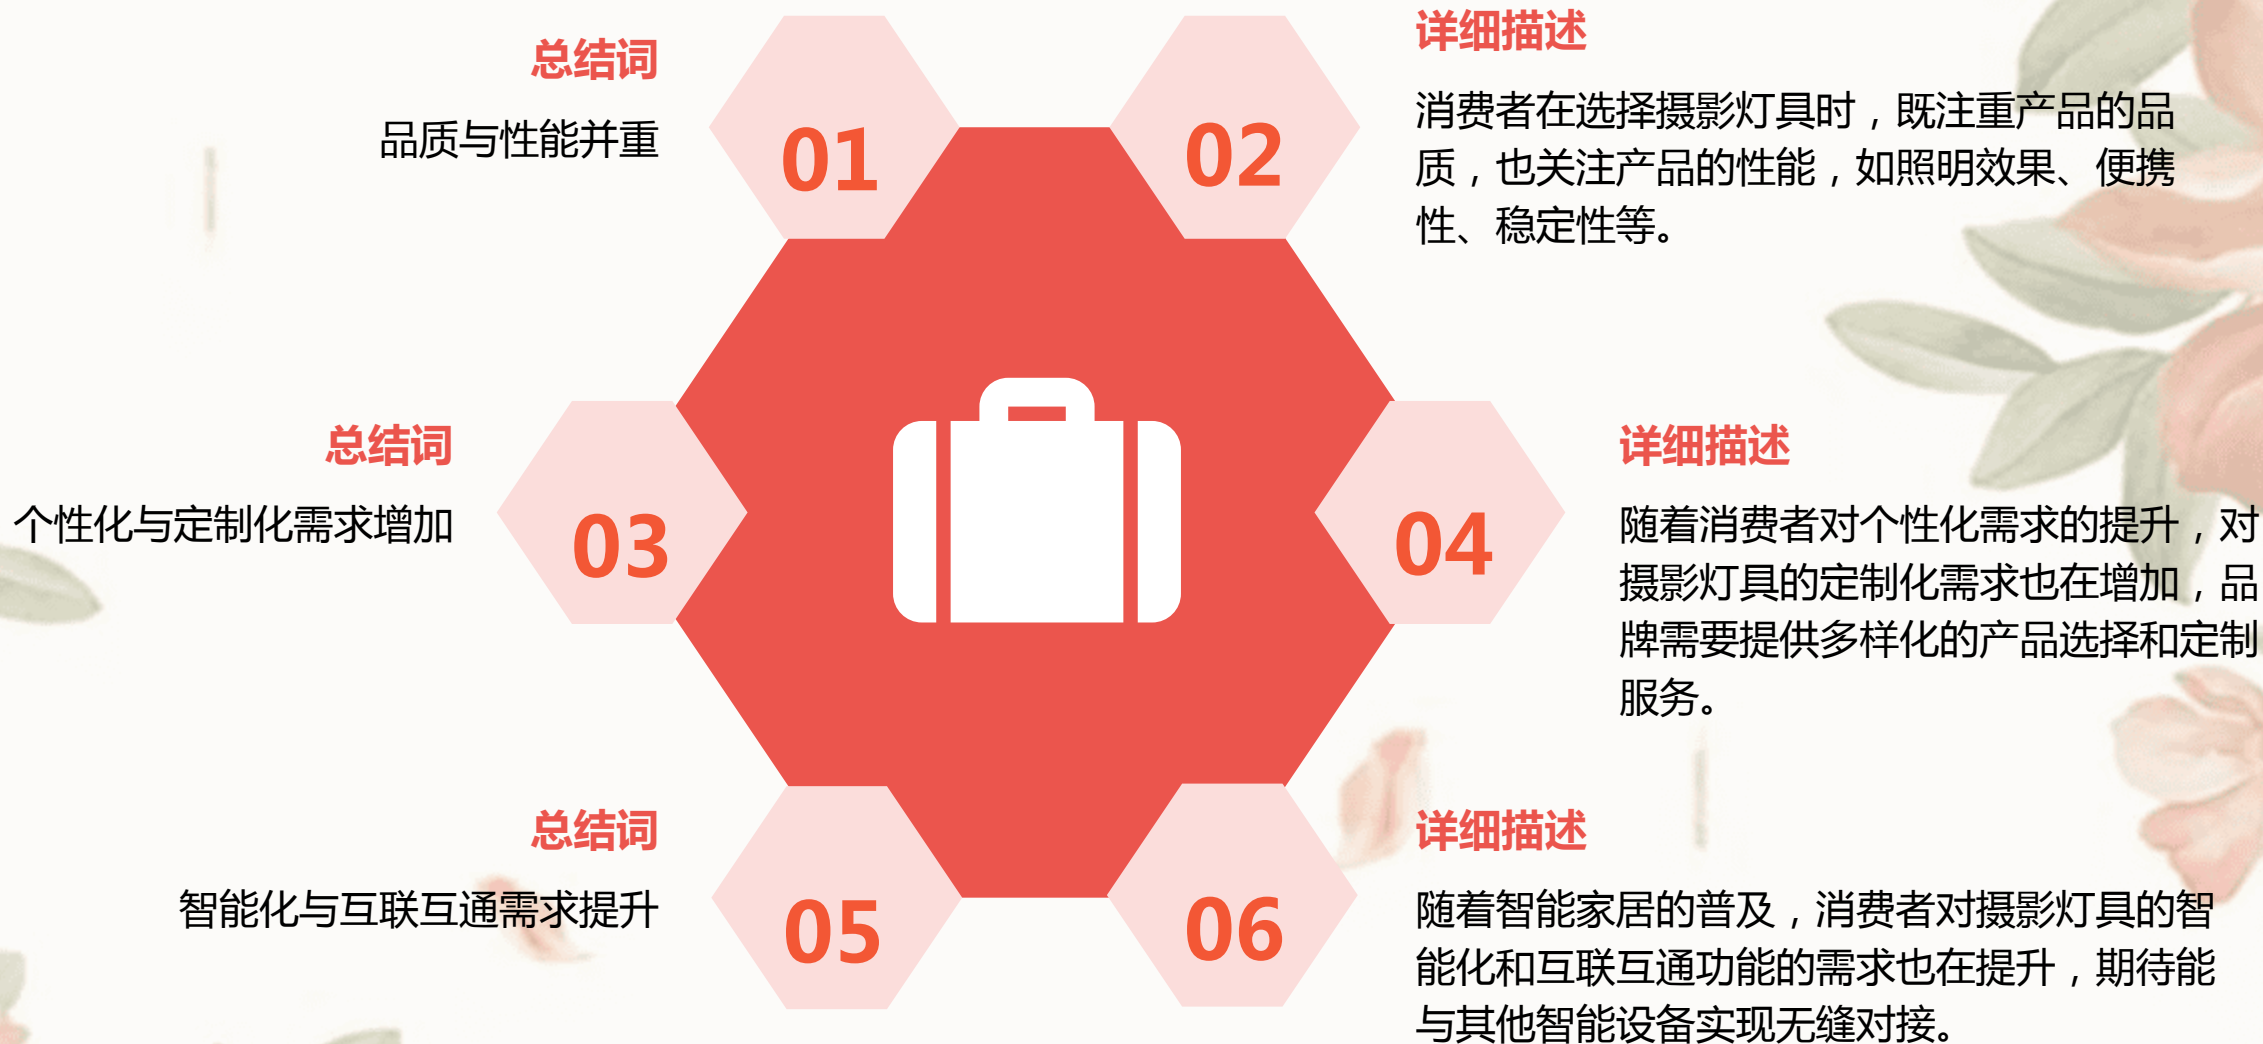 总结词
品质与性能并重
01
02
详细描述
消费者在选择摄影灯具时，既注重产品的品
质，也关注产品的性能，如照明效果、便携
性、稳定性等。
总结词
个性化与定制化需求增加
03
04
详细描述
随着消费者对个性化需求的提升，对
摄影灯具的定制化需求也在增加，品
牌需要提供多样化的产品选择和定制
服务。
总结词
智能化与互联互通需求提升
05
06
详细描述
随着智能家居的普及，消费者对摄影灯具的智
能化和互联互通功能的需求也在提升，期待能
与其他智能设备实现无缝对接。